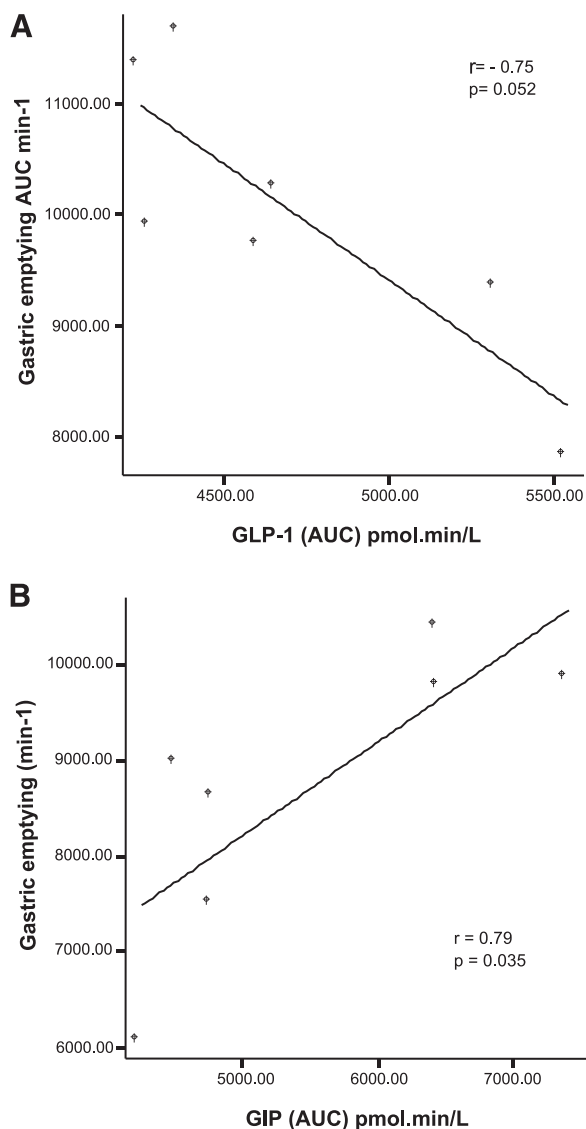 A
r= - 0.75
p= 0.052
Gastric emptying AUC min-1
11000.00
10000.00
9000.00
8000.00
4500.00 5000.00 5500.00
GLP-1 (AUC) pmol.min/L
B
Gastric emptying (min-1)
10000.00
9000.00
8000.00
7000.00
6000.00
r = 0.79
p = 0.035
5000.00 6000.00 7000.00
GIP (AUC) pmol.min/L